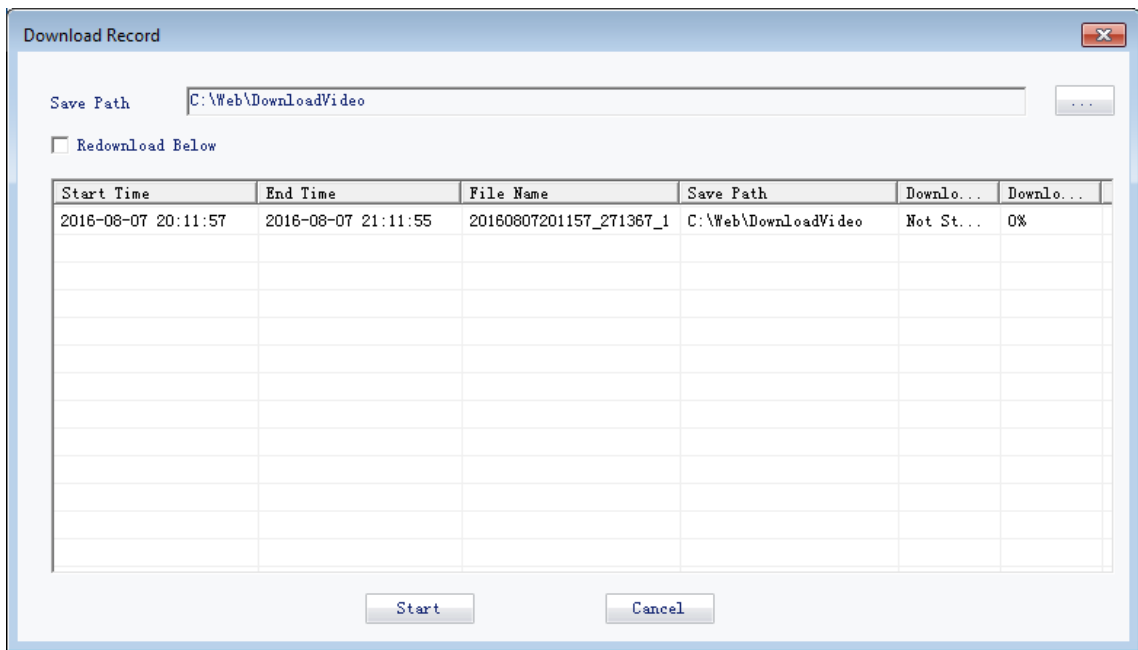 Download Record
Save Path C:\Web\DownloadVideo ...
Redownload Below
Start Time End Time File Name Save Path Downlo... Downlo...
2016-08-07 20:11:57 2016-08-07 21:11:55 20160807201157_271367_1 C:\Web\DownloadVideo Not St... 0%
Start Cancel